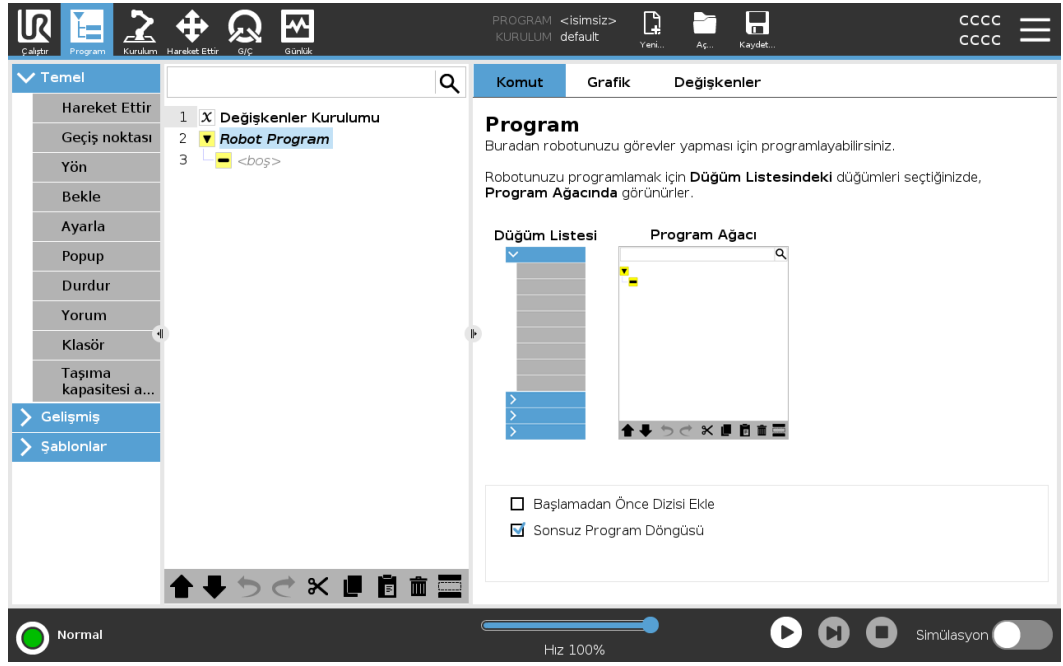 UR
Çalıştır
Program
Kurulum
Hareket Ettir
G/Ç
Günlük
PROGRAM <isimsiz>
KURULUM default
Yeni...
Aç...
Kaydet...
CCCC
CCCC
Temel
Hareket Ettir
Geçiş noktası
Yön
Bekle
Ayarla
Popup
Durdur
Yorum
Klasör
Taşıma
kapasitesi a...
Gelişmiş
Şablonlar
1 X Değişkenler Kurulumu
2 Robot Program
3 <boş>
Komut Grafik Değişkenler
Program
Buradan robotunuzu görevler yapması için programlayabilirsiniz.
Robotunuzu programlamak için Düğüm Listesindeki düğümleri seçtiğinizde,
Program Ağacında görünürler.
Düğüm Listesi Program Ağacı
Başlamadan Önce Dizisi Ekle
Sonsuz Program Döngüsü
Normal
Hız 100%
Simülasyon